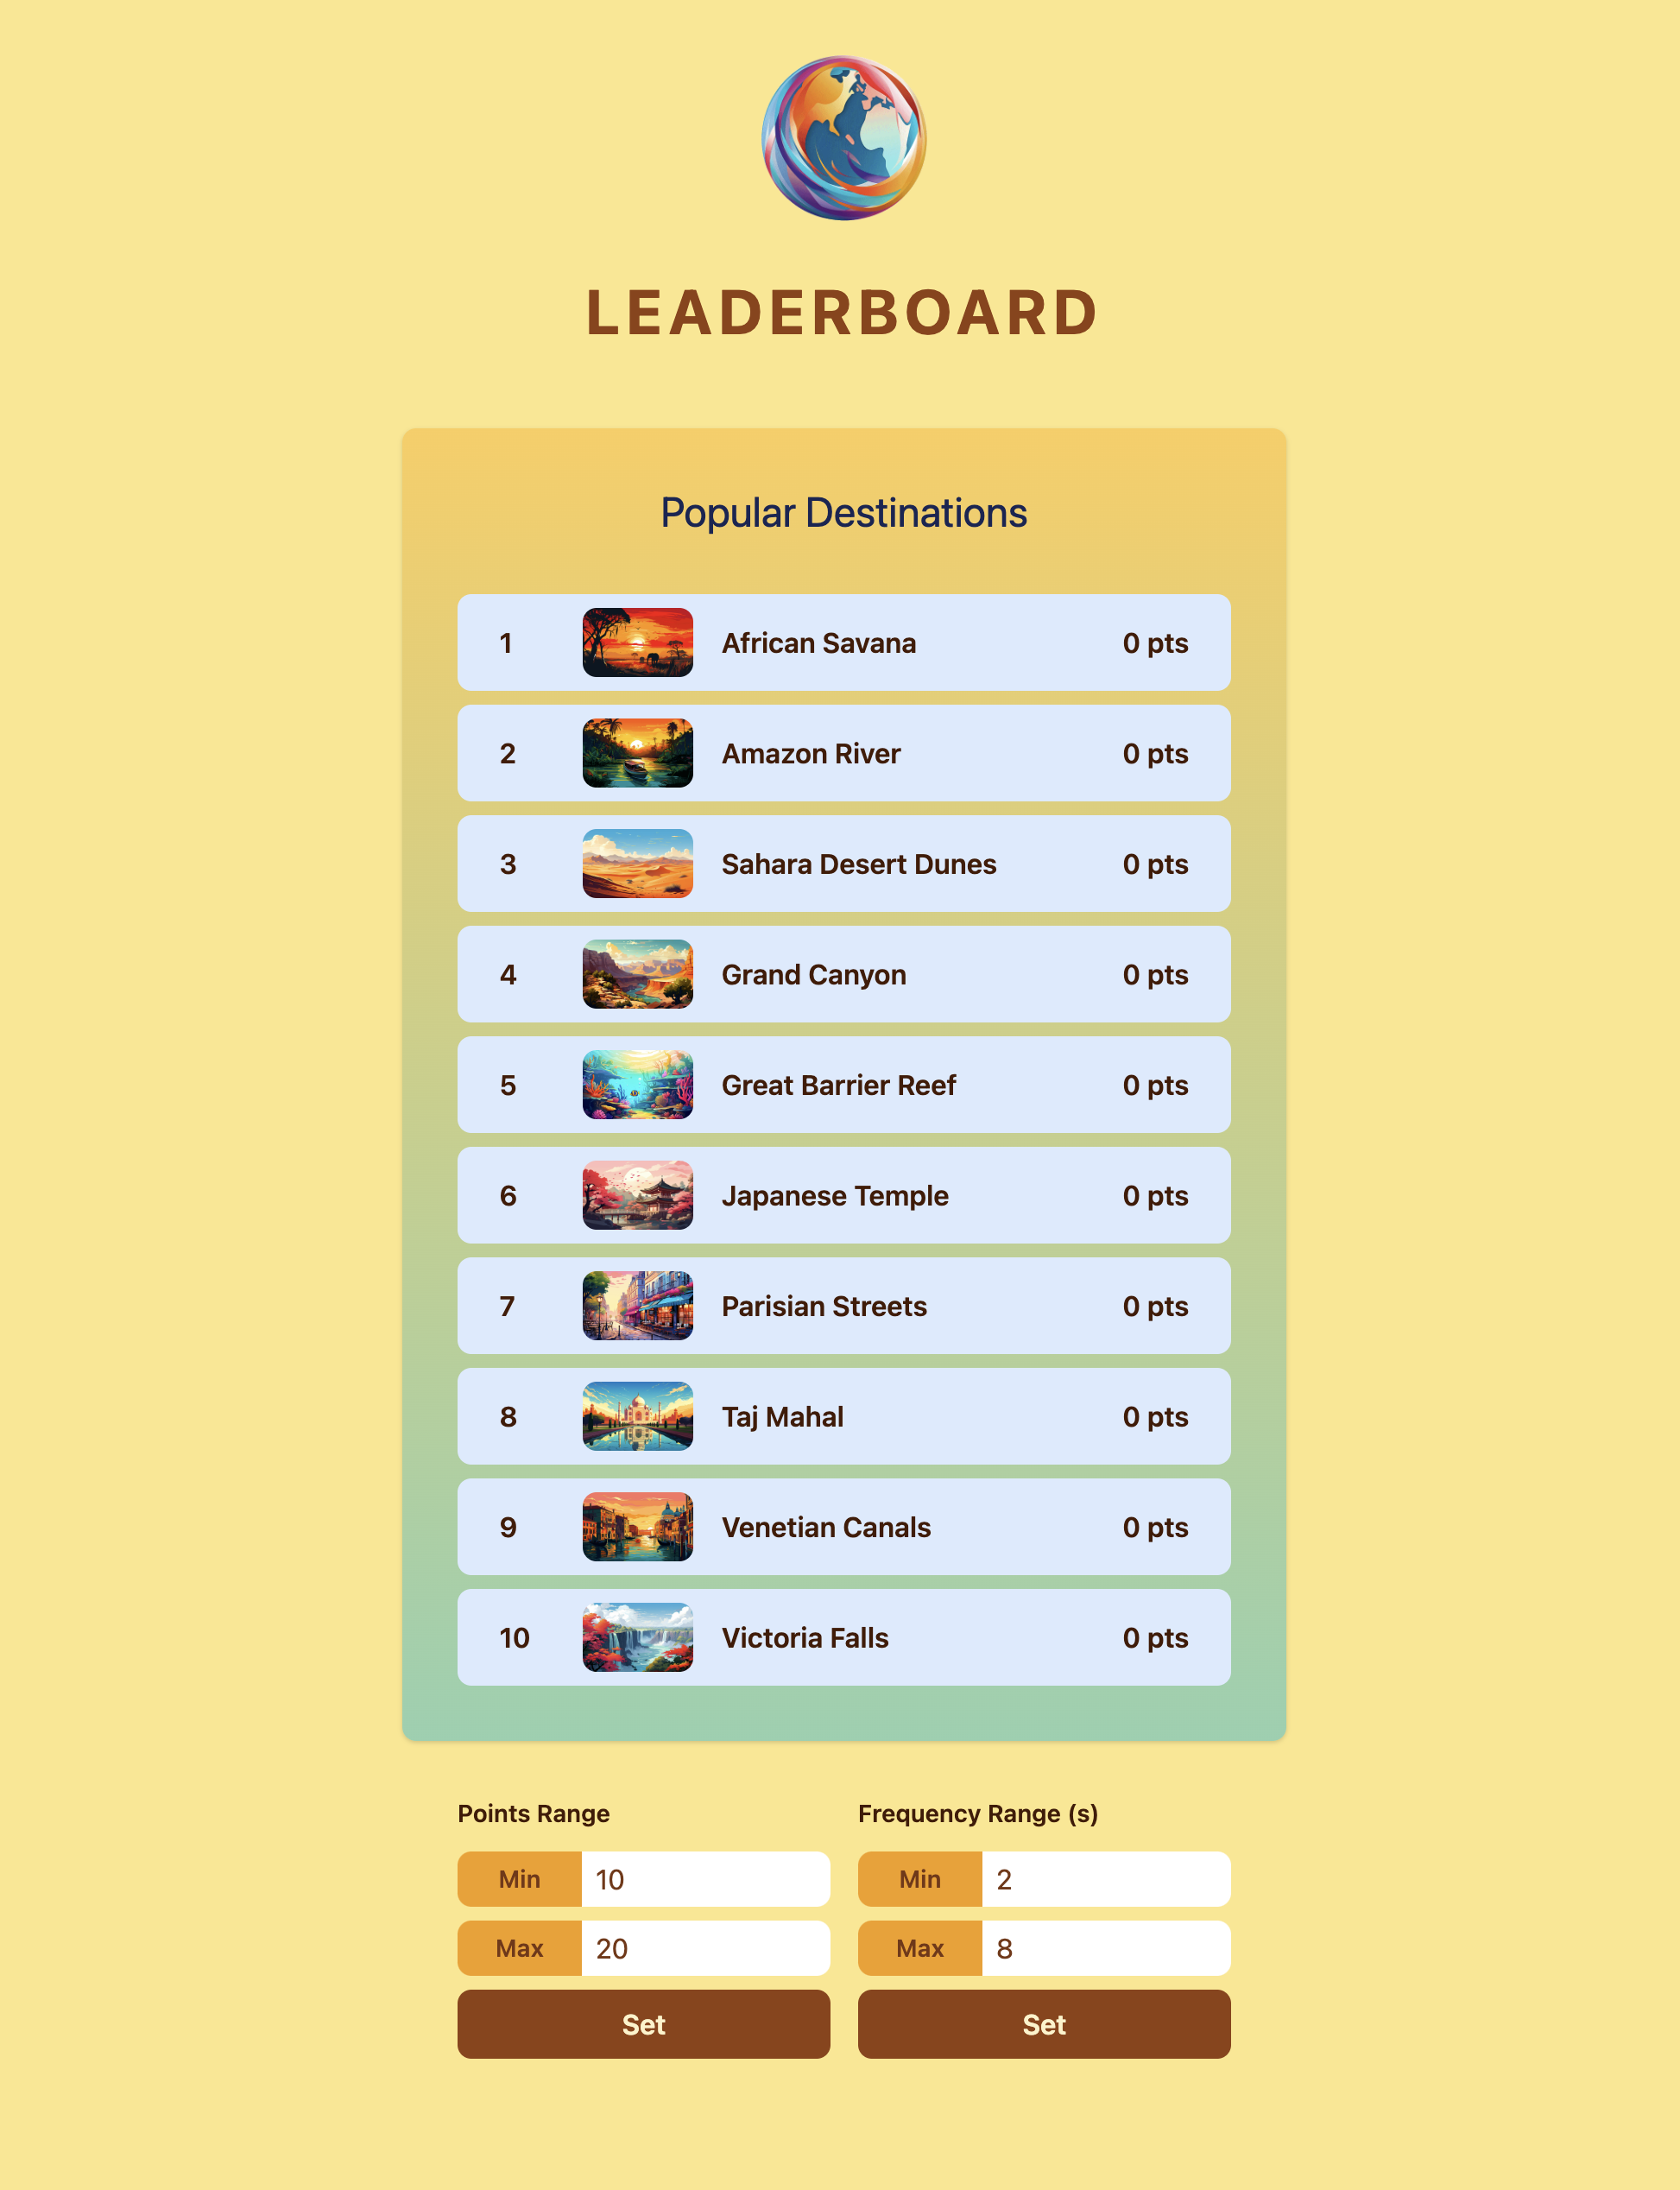 LEADERBOARD
Popular Destinations
1 African Savana 0 pts
2 Amazon River 0 pts
3 Sahara Desert Dunes 0 pts
4 Grand Canyon 0 pts
5 Great Barrier Reef 0 pts
6 Japanese Temple 0 pts
7 Parisian Streets 0 pts
8 Taj Mahal 0 pts
9 Venetian Canals 0 pts
10 Victoria Falls 0 pts
Points Range
Min 10
Max 20
Set
Frequency Range (s)
Min 2
Max 8
Set